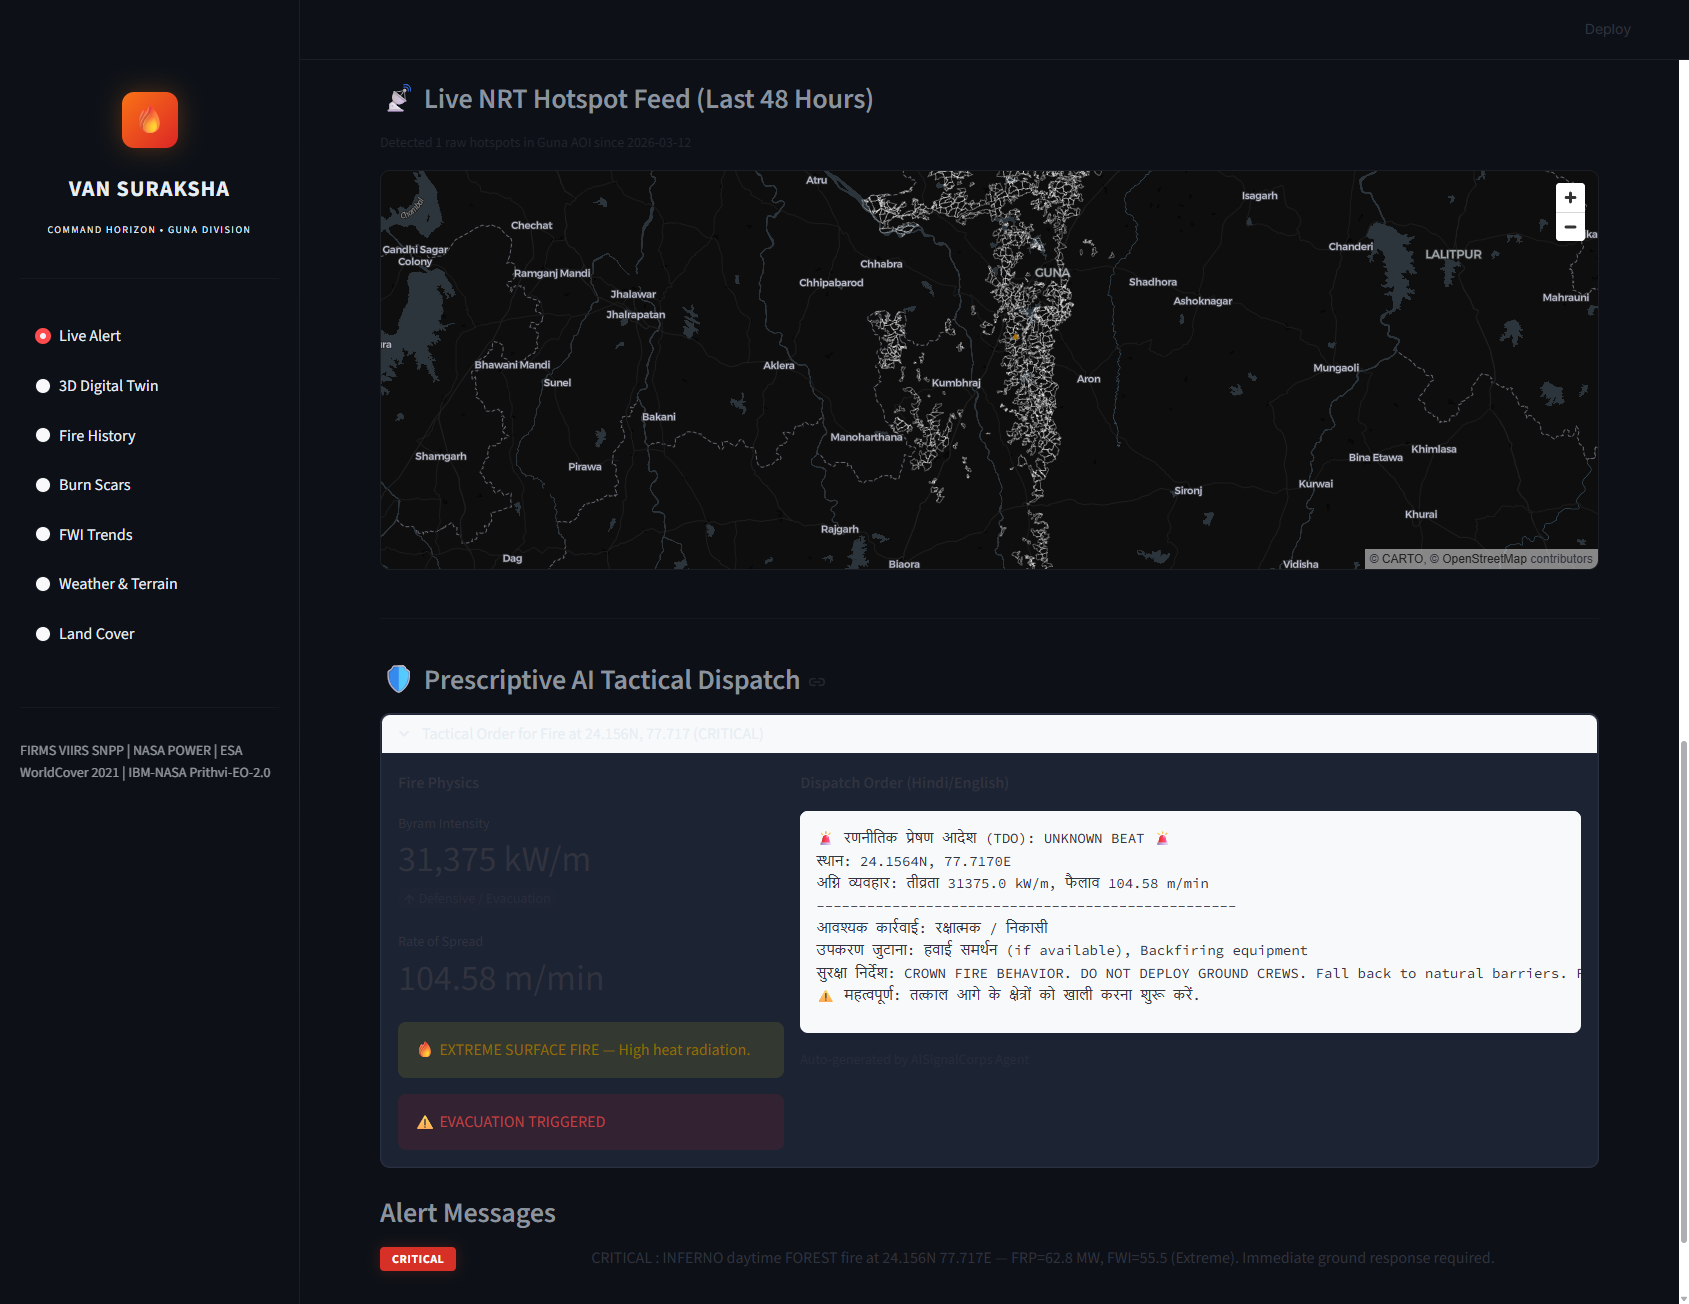 Deploy
VAN SURAKSHA
COMMAND HORIZON • GUNA DIVISION
Live Alert
3D Digital Twin
Fire History
Burn Scars
FWI Trends
Weather & Terrain
Land Cover
FIRMS VIIRS SNPP | NASA POWER | ESA
WorldCover 2021 | IBM-NASA Prithvi-EO-2.0
Live NRT Hotspot Feed (Last 48 Hours)
Detected 1 raw hotspots in Guna AOI since 2026-03-12
Atru
Isagarh
Chambal
Chechat
Gandhi Sagar
Colony
Chanderi
LALITPUR
Chhabra
GUNA
Ramganj Mandi
Chhipabarod
Shadhora
Jhalawar
Ashoknagar
Mahrauni
Jhalrapatan
Bhawani Mandi
Aklera
Mungaoli
Sunel
Kumbhraj
Aron
Bakani
Manoharthana
Khimlasa
Shamgarh
Pirawa
Bina Etawa
Sironj
Kurwai
Khurai
Rajgarh
Dag
Biaora
Vidisha
© CARTO, © OpenStreetMap contributors
Prescriptive AI Tactical Dispatch
Tactical Order for Fire at 24.156N, 77.717 (CRITICAL)
Fire Physics
Byram Intensity
31,375 kW/m
Defensive / Evacuation
Rate of Spread
104.58 m/min
EXTREME SURFACE FIRE — High heat radiation.
EVACUATION TRIGGERED
Dispatch Order (Hindi/English)
रणनीतिक प्रेषण आदेश (TDO): UNKNOWN BEAT
स्थान: 24.1564N, 77.7170E
अग्नि व्यवहार: तीव्रता 31375.0 kW/m, फैलाव 104.58 m/min
--------------------------------------------------
आवश्यक कार्रवाई: रक्षात्मक / निकासी
उपकरण जुटाना: हवाई समर्थन (if available), Backfiring equipment
सुरक्षा निर्देश: CROWN FIRE BEHAVIOR. DO NOT DEPLOY GROUND CREWS. Fall back to natural barriers.
महत्वपूर्ण: तत्काल आगे के क्षेत्रों को खाली करना शुरू करें.
Auto-generated by AISignalCorps Agent
Alert Messages
CRITICAL
CRITICAL : INFERNO daytime FOREST fire at 24.156N 77.717E — FRP=62.8 MW, FWI=55.5 (Extreme). Immediate ground response required.